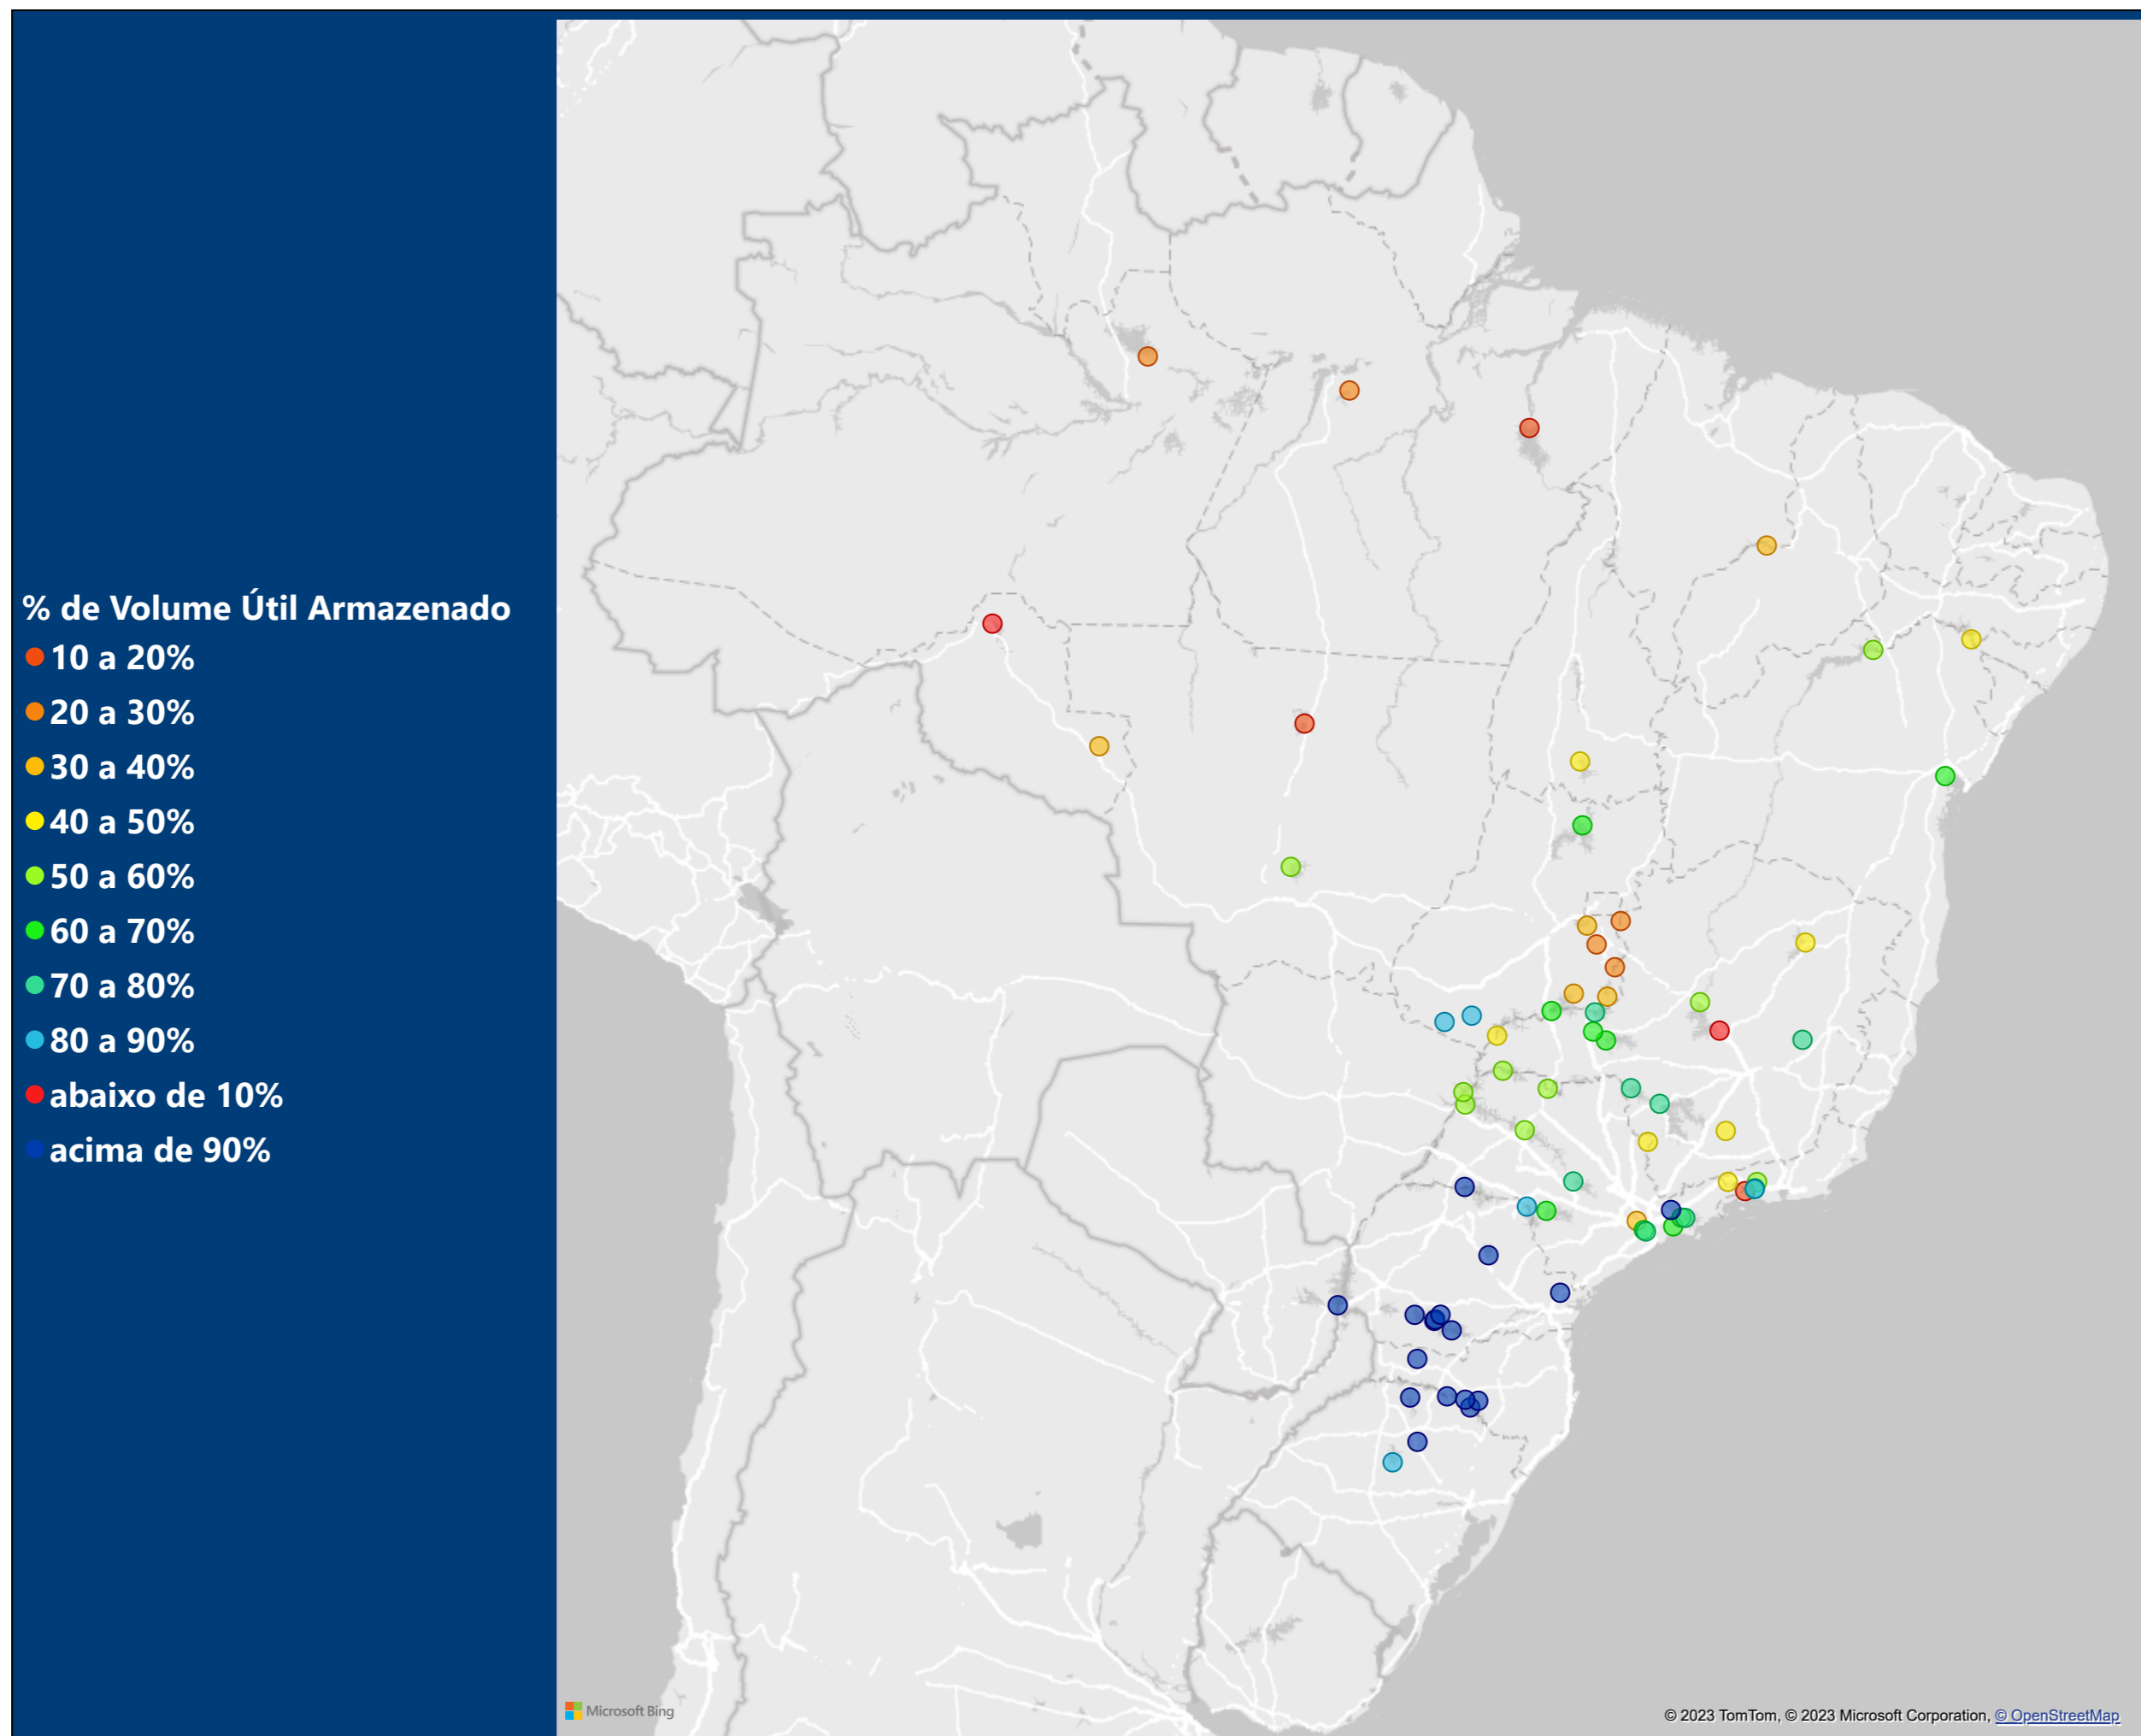 % de Volume Útil Armazenado
10 a 20%
20 a 30%
30 a 40%
40 a 50%
50 a 60%
60 a 70%
70 a 80%
80 a 90%
abaixo de 10%
acima de 90%
Microsoft Bing
© 2023 TomTom, © 2023 Microsoft Corporation, © OpenStreetMap